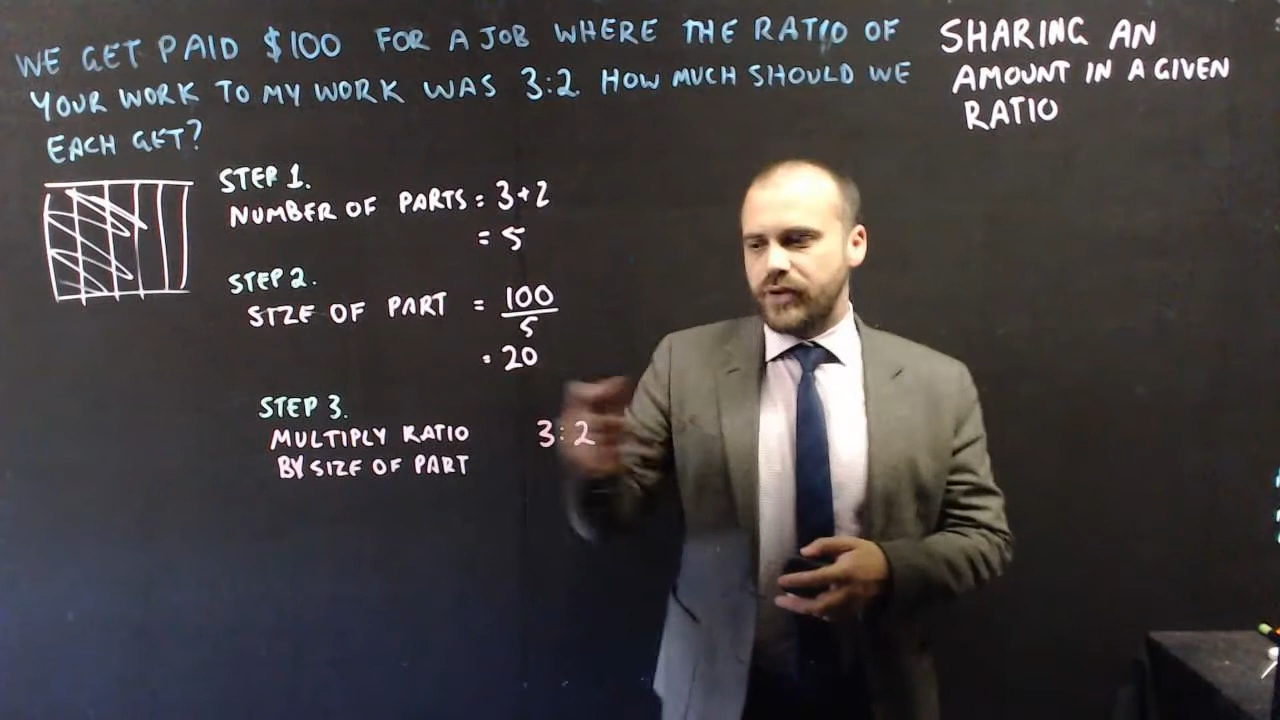 WE GET PAID $100 FOR A JOB WHERE THE RATIO OF
YOUR WORK TO MY WORK WAS 3:2. HOW MUCH SHOULD WE
EACH GET?
SHARING AN
AMOUNT IN A GIVEN
RATIO
STEP 1.
NUMBER OF PARTS = 3+2
= 5
STEP 2.
SIZE OF PART = 100
5
= 20
STEP 3.
MULTIPLY RATIO 3:2
BY SIZE OF PART